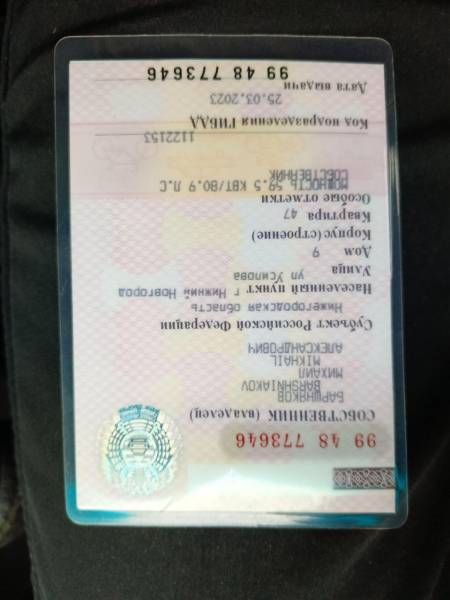 99 48 773646
СОБСТВЕННИК (владелец)
БАРШНЯКОВ
BARSHNIAKOV
МИХАИЛ
MIKHAIL
АЛЕКСАНДРОВИЧ
Субъект Российской Федерации
Нижегородская область
Населенный пункт г Нижний Новгород
Улица
ул Усилова
Дом 9
Корпус(строение)
Квартира 47
Особые отметки
МОЩНОСТЬ 59.5 КВТ/80.9 Л.С
СОБСТВЕННИК
1122153
Код подразделения ГИБДД
25.03.2023
Дата выдачи
99 48 773646